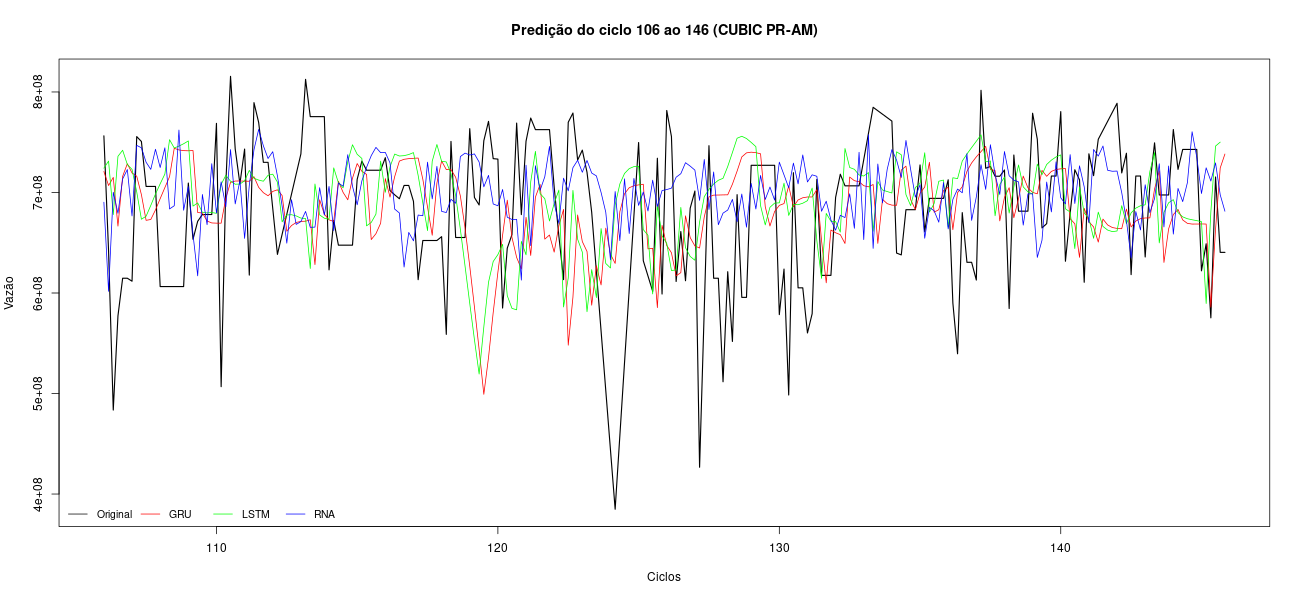 Predição do ciclo 106 ao 146 (CUBIC PR-AM)
Vazão
8e+08
7e+08
6e+08
5e+08
4e+08
Original GRU LSTM RNA
110 120 130 140
Ciclos